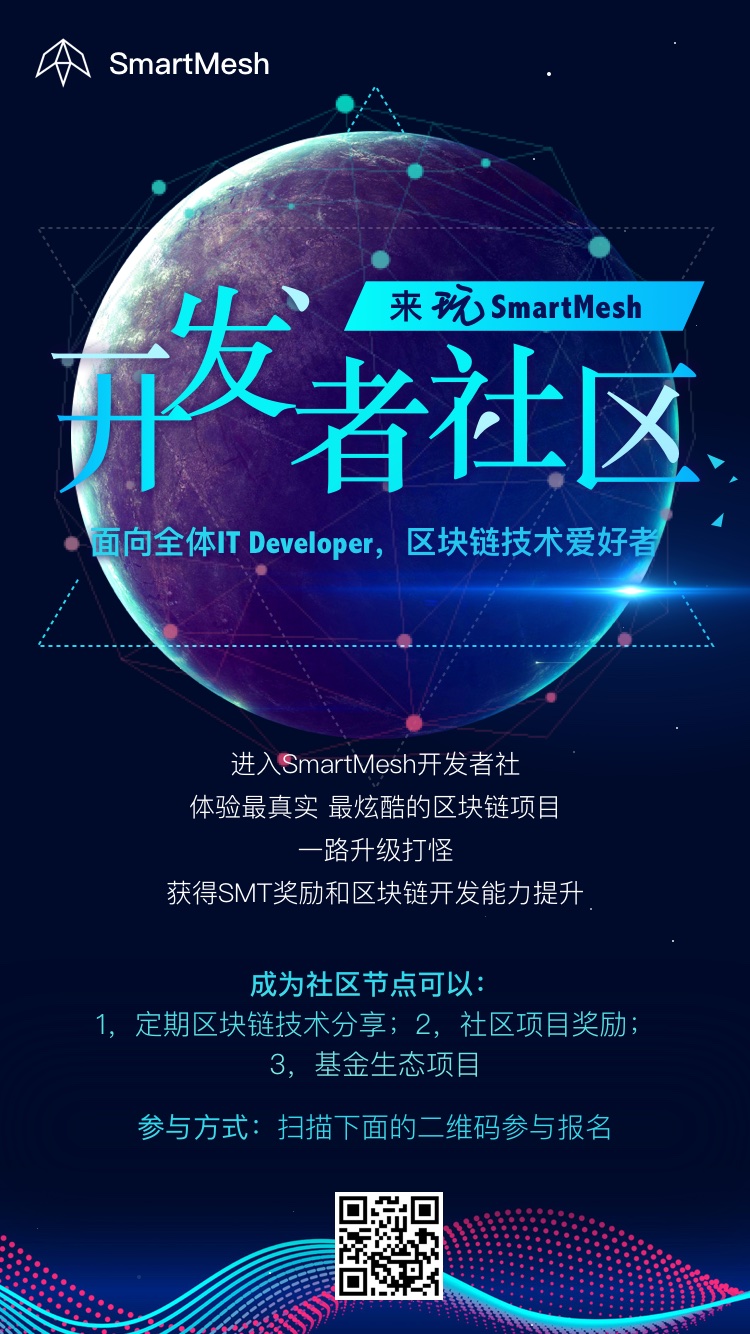 SmartMesh
来玩SmartMesh
开发者社区
面向全体IT Developer，区块链技术爱好者
进入SmartMesh开发者社
体验最真实 最炫酷的区块链项目
一路升级打怪
获得SMT奖励和区块链开发能力提升
成为社区节点可以：
1，定期区块链技术分享；2，社区项目奖励；
3，基金生态项目
参与方式：扫描下面的二维码参与报名